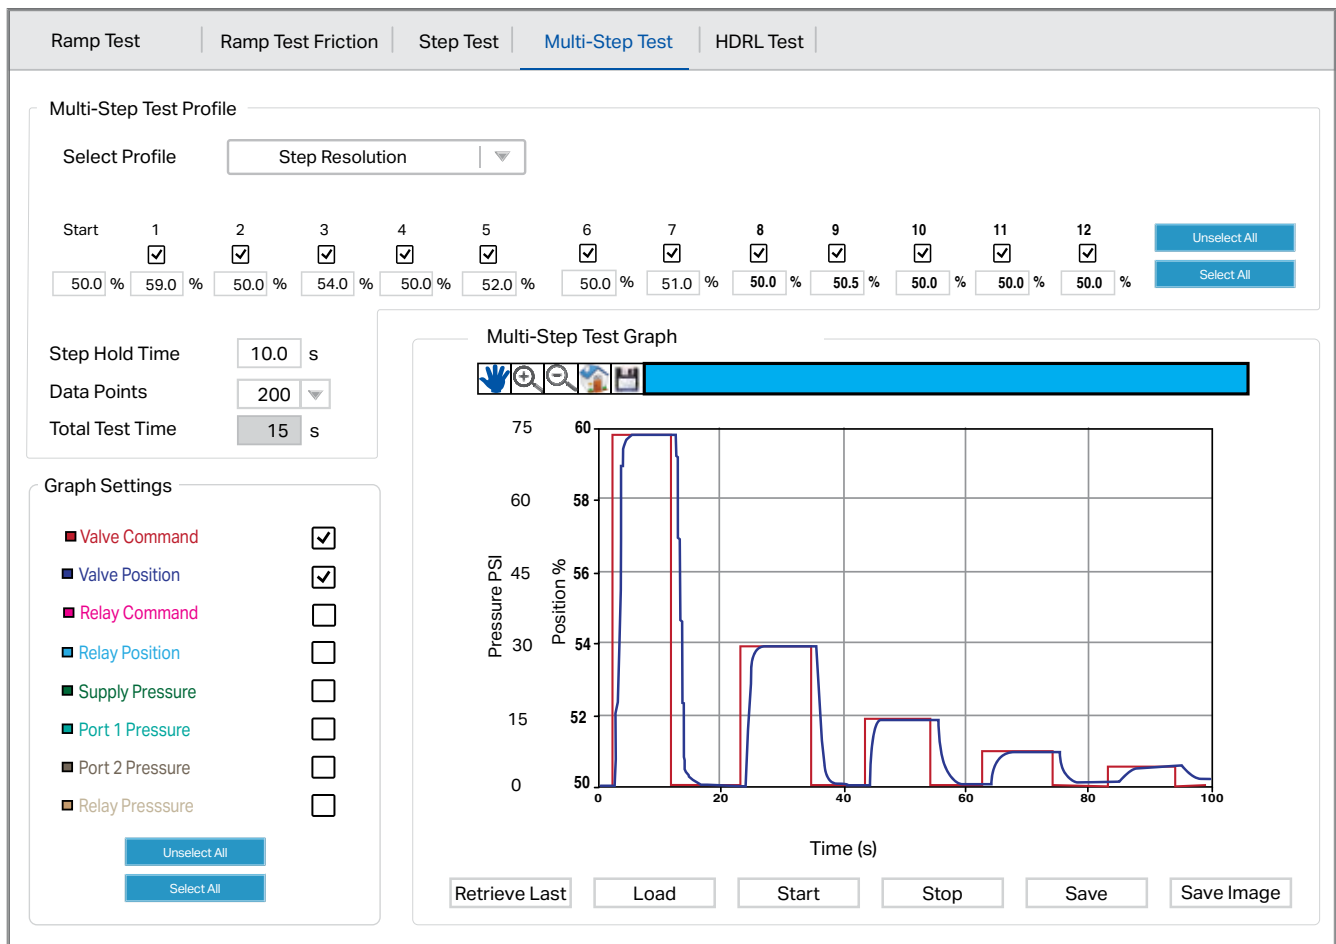 Ramp Test
Ramp Test Friction
Step Test
Multi-Step Test
HDRL Test
Multi-Step Test Profile
Select Profile
Step Resolution
Start 1 2 3 4 5 6 7 8 9 10 11 12
50.0 % 59.0 % 50.0 % 54.0 % 50.0 % 52.0 % 50.0 % 51.0 % 50.0 % 50.5 % 50.0 % 50.0 % 50.0 %
Unselect All
Select All
Step Hold Time 10.0 s
Data Points 200
Total Test Time 15 s
Graph Settings
Valve Command
Valve Position
Relay Command
Relay Position
Supply Pressure
Port 1 Pressure
Port 2 Pressure
Relay Presssure
Unselect All
Select All
Multi-Step Test Graph
Pressure PSI
75
60
45
30
15
0
Position %
60
58
56
54
52
50
0 20 40 60 80 100
Time (s)
Retrieve Last
Load
Start
Stop
Save
Save Image